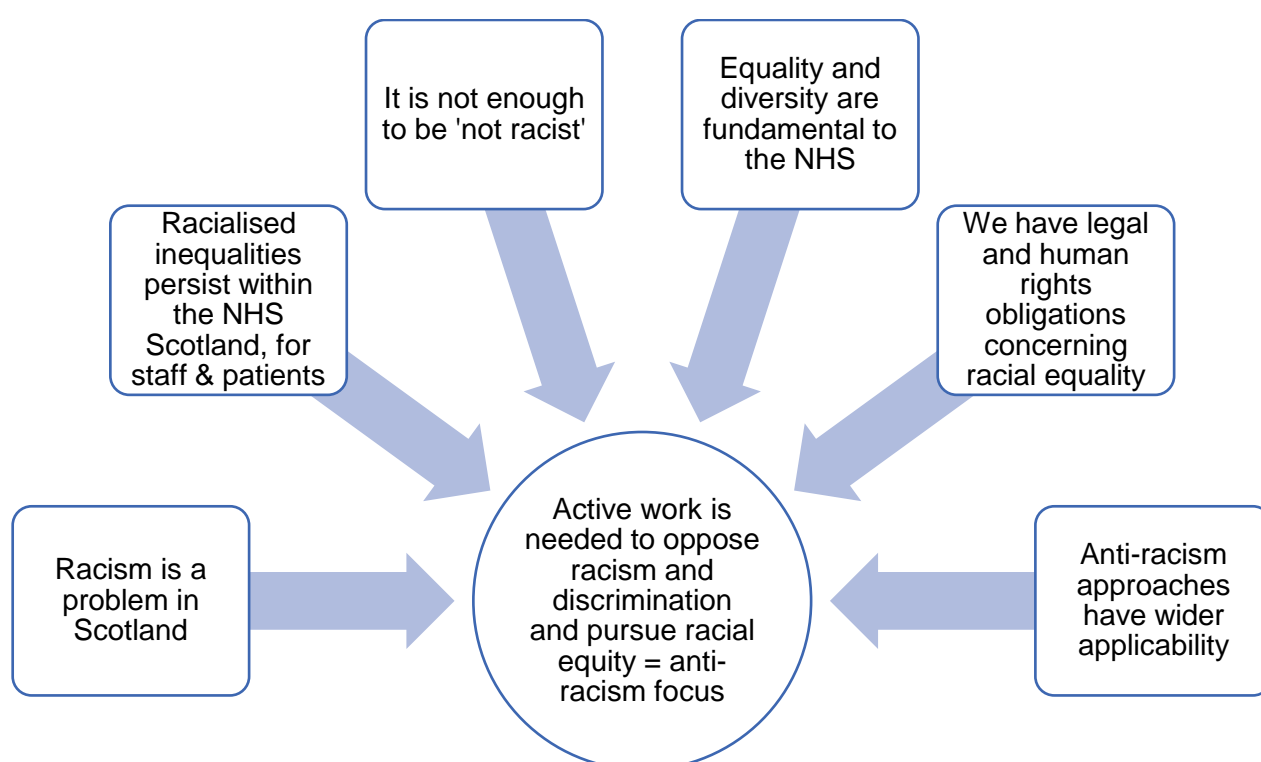 It is not enough
to be 'not racist'
Equality and
diversity are
fundamental to
the NHS
Racialised
inequalities
persist within
the NHS
Scotland, for
staff & patients
We have legal
and human
rights
obligations
concerning
racial equality
Racism is a
problem in
Scotland
Active work is
needed to oppose
racism and
discrimination
and pursue racial
equity = anti-
racism focus
Anti-racism
approaches
have wider
applicability